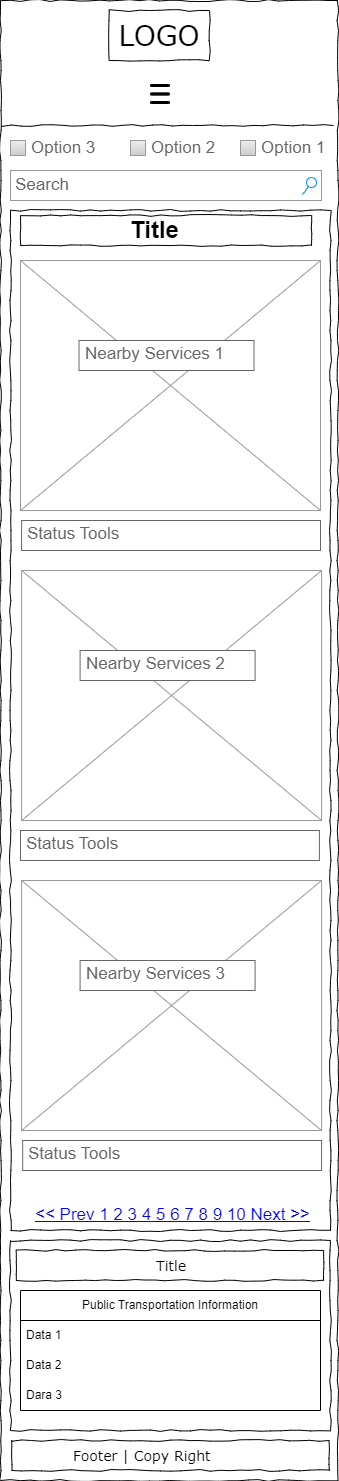 LOGO
Option 3 Option 2 Option 1
Search
Title
Nearby Services 1
Status Tools
Nearby Services 2
Status Tools
Nearby Services 3
Status Tools
<< Prev 1 2 3 4 5 6 7 8 9 10 Next >>
Title
Public Transportation Information
Data 1
Data 2
Dara 3
Footer | Copy Right